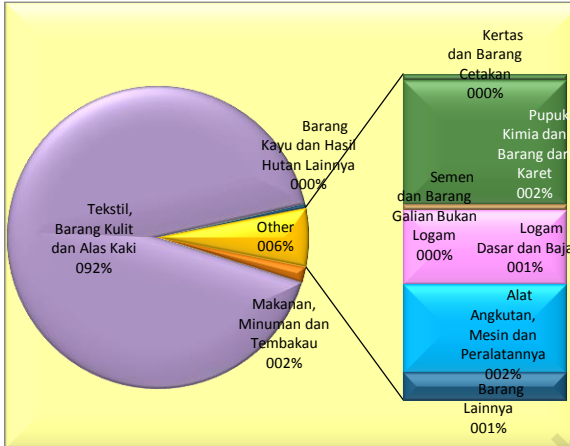 Tekstil,
Barang Kulit
dan Alas Kaki
092%
Barang
Kayu dan Hasil
Hutan Lainnya
000%
Other
006%
Makanan,
Minuman dan
Tembakau
002%
Kertas
dan Barang
Cetakan
000%
Pupuk
Kimia dan
Barang dar
Karet
002%
Semen
dan Barang
Galian Bukan
Logam
000%
Logam
Dasar dan Baja
001%
Alat
Angkutan,
Mesin dan
Peralatannya
002%
Barang
Lainnya
001%